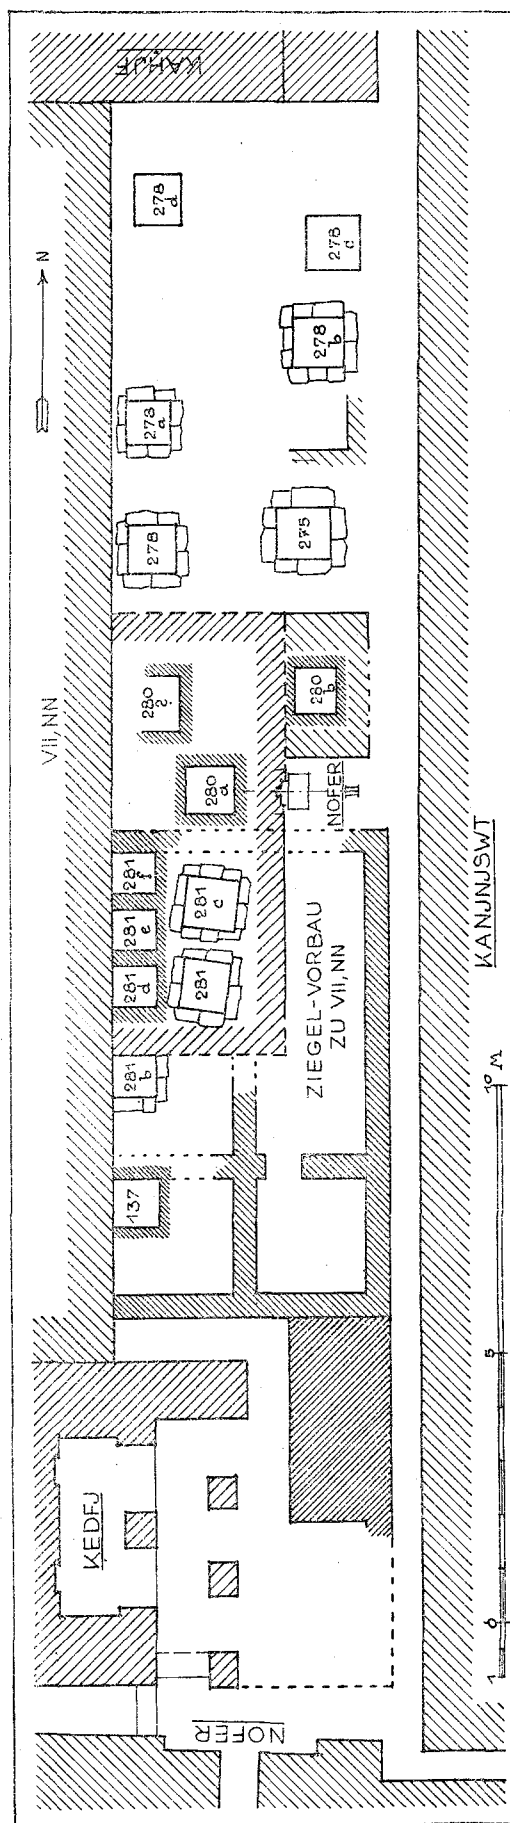 KAHJF
278
d
278
c
N
278
b
278
a
VII,NN
278
275
280
?
280
b
280
a
NOFER
III
281
f
281
c
281
e
281
d
281
ZIEGEL-VORBAU
ZU VII,NN
KANJNJSWT
281
b
10 M
137
5
KEDFJ
0
1
NOFER